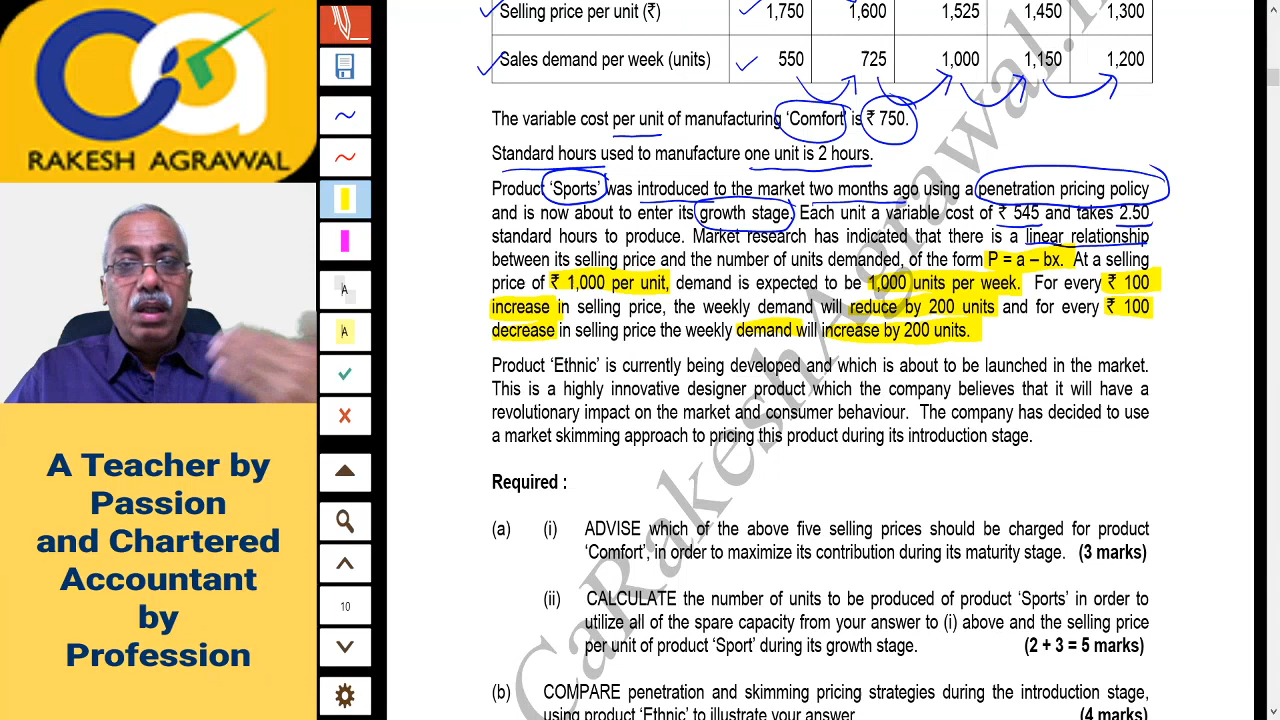 Selling price per unit (₹) 1,750 1,600 1,525 1,450 1,300
Sales demand per week (units) 550 725 1,000 1,150 1,200
The variable cost per unit of manufacturing ‘Comfort’ is ₹ 750.
Standard hours used to manufacture one unit is 2 hours.
Product ‘Sports’ was introduced to the market two months ago using a penetration pricing policy
and is now about to enter its growth stage. Each unit a variable cost of ₹ 545 and takes 2.50
standard hours to produce. Market research has indicated that there is a linear relationship
between its selling price and the number of units demanded, of the form P = a – bx. At a selling
price of ₹ 1,000 per unit, demand is expected to be 1,000 units per week. For every ₹ 100
increase in selling price, the weekly demand will reduce by 200 units and for every ₹ 100
decrease in selling price the weekly demand will increase by 200 units.
Product ‘Ethnic’ is currently being developed and which is about to be launched in the market.
This is a highly innovative designer product which the company believes that it will have a
revolutionary impact on the market and consumer behaviour. The company has decided to use
a market skimming approach to pricing this product during its introduction stage.
Required :
(a) (i) ADVISE which of the above five selling prices should be charged for product
‘Comfort’, in order to maximize its contribution during its maturity stage. (3 marks)
(ii) CALCULATE the number of units to be produced of product ‘Sports’ in order to
utilize all of the spare capacity from your answer to (i) above and the selling price
per unit of product ‘Sport’ during its growth stage. (2 + 3 = 5 marks)
(b) COMPARE penetration and skimming pricing strategies during the introduction stage,
using product ‘Ethnic’ to illustrate your answer. (4 marks)
RAKESH AGRAWAL
A Teacher by
Passion
and Chartered
Accountant
by
Profession
A
A
10
CaRakeshAgrawal.